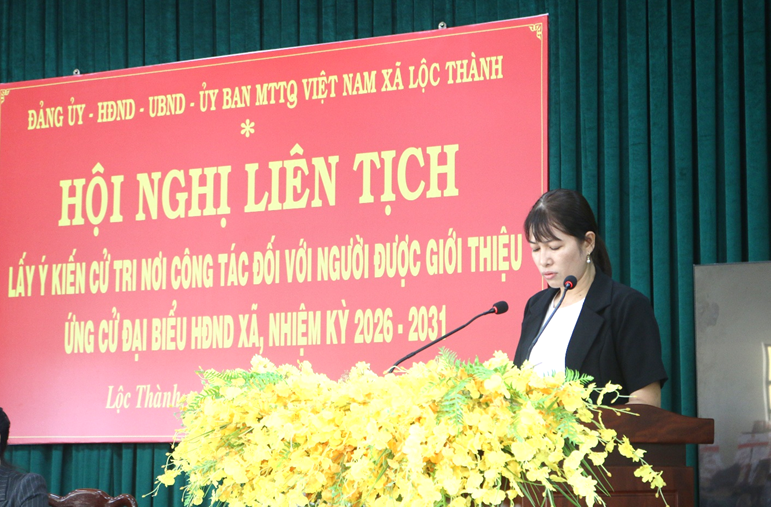 ĐẢNG ỦY - HĐND - UBND - ỦY BAN MTTQ VIỆT NAM XÃ LỘC THÀNH
*
HỘI NGHỊ LIÊN TỊCH
LẤY Ý KIẾN CỬ TRI NƠI CÔNG TÁC ĐỐI VỚI NGƯỜI ĐƯỢC GIỚI THIỆU
ỨNG CỬ ĐẠI BIỂU HĐND XÃ, NHIỆM KỲ 2026 - 2031
Lộc Thành